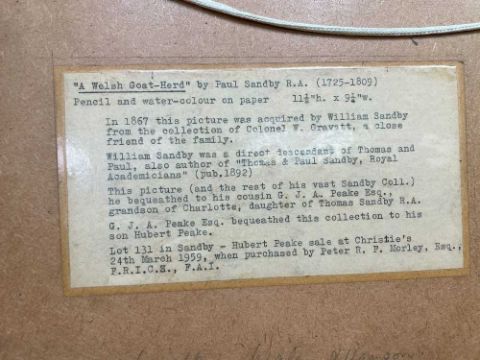 "A Welsh Goat-Herd" by Paul Sandby R.A. (1725-1809)
Pencil and water-colour on paper 11½"h. x 9¼"w.
In 1867 this picture was acquired by William Sandby
from the collection of Colonel W. Gravatt, a close
friend of the family.
William Sandby was a direct descendant of Thomas and
Paul, also author of "Thomas & Paul Sandby, Royal
Academicians" (pub.1892)
This picture (and the rest of his vast Sandby Coll.)
he bequeathed to his cousin G. J. A. Peake Esq.,
grandson of Charlotte, daughter of Thomas Sandby R.A.
G. J. A. Peake Esq. bequeathed this collection to his
son Hubert Peake.
Lot 131 in Sandby - Hubert Peake sale at Christie's
24th March 1959, when purchased by Peter R. F. Morley, Esq.,
F.R.I.C.S., F.A.I.